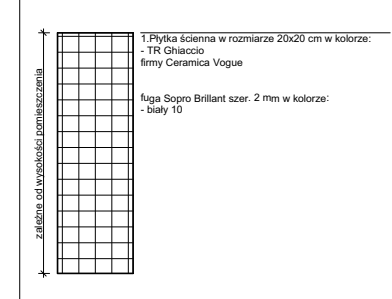 1.Płytka ścienna w rozmiarze 20x20 cm w kolorze:
- TR Ghiaccio
firmy Ceramica Vogue
fuga Sopro Brillant szer. 2 mm w kolorze:
- biały 10
zależne od wysokości pomieszczenia